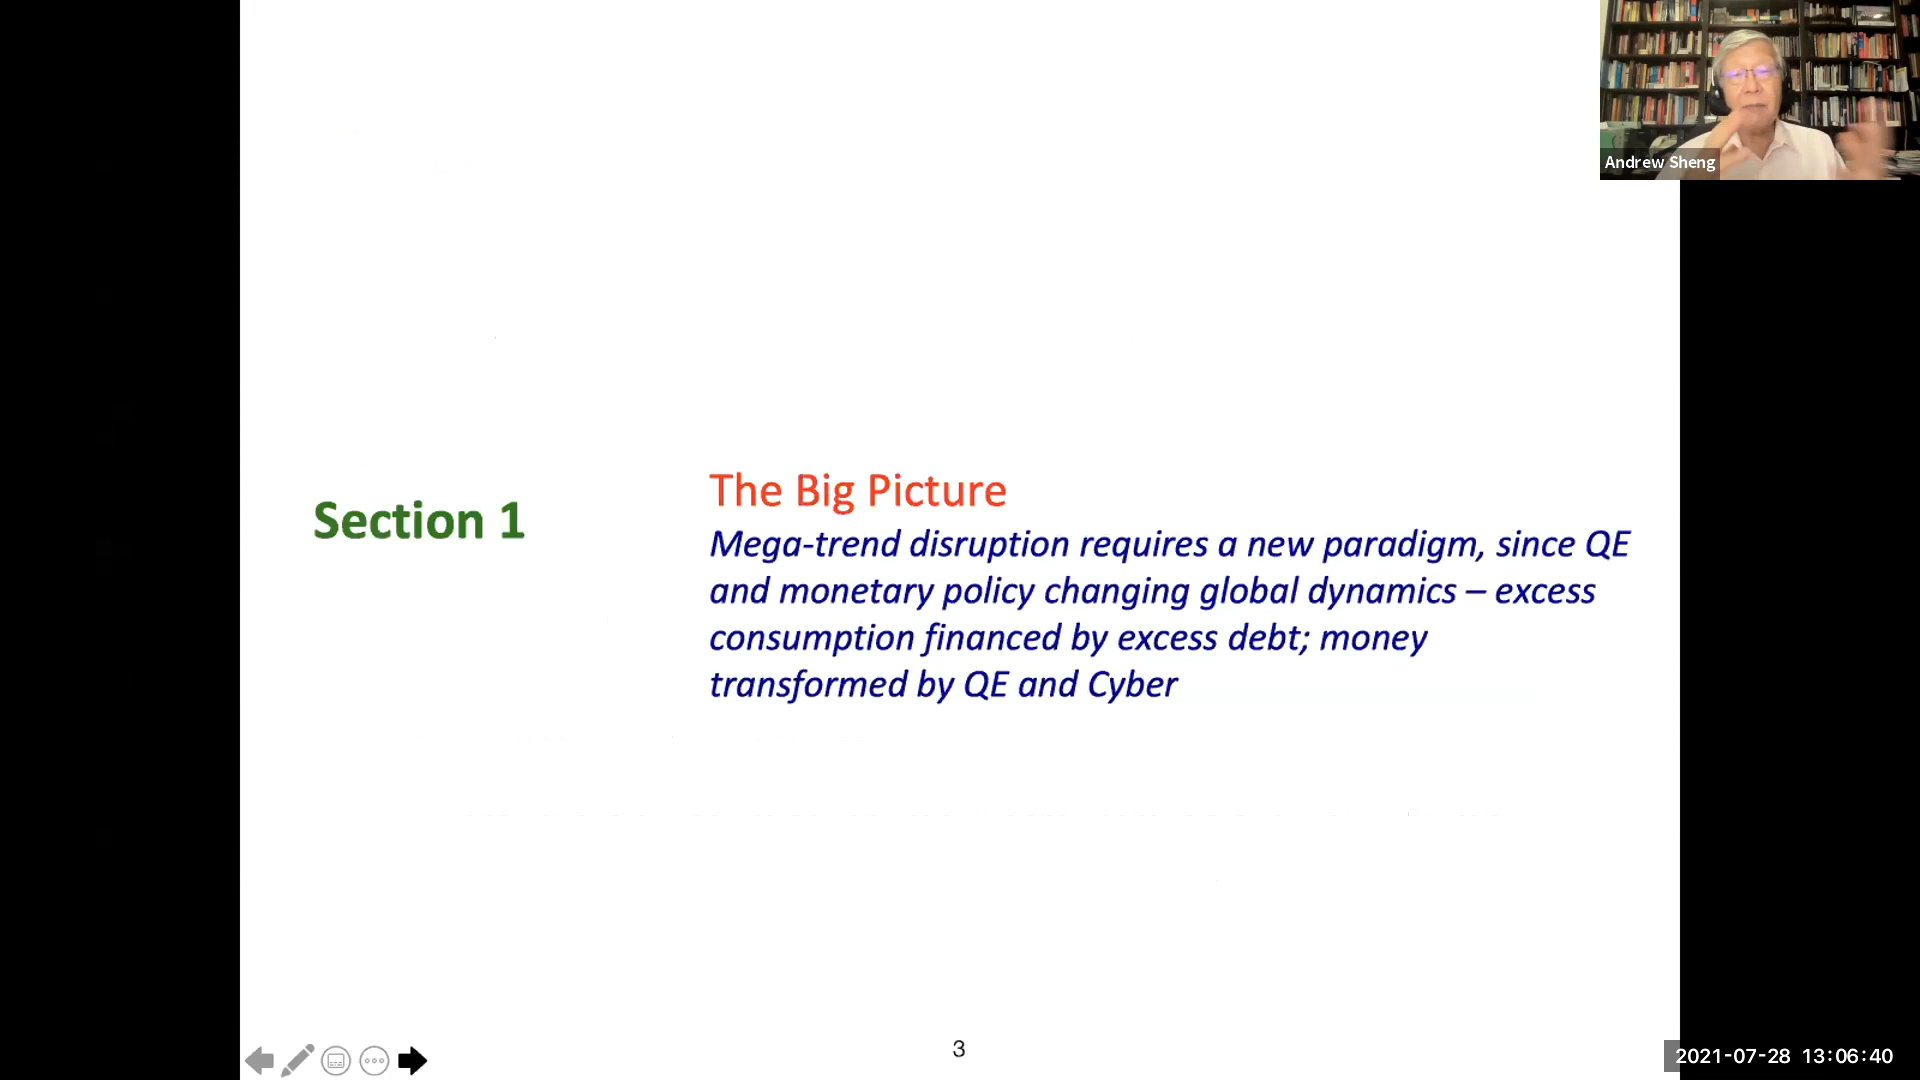 Andrew Sheng
Section 1
The Big Picture
Mega-trend disruption requires a new paradigm, since QE
and monetary policy changing global dynamics – excess
consumption financed by excess debt; money
transformed by QE and Cyber
3
2021-07-28 13:06:40